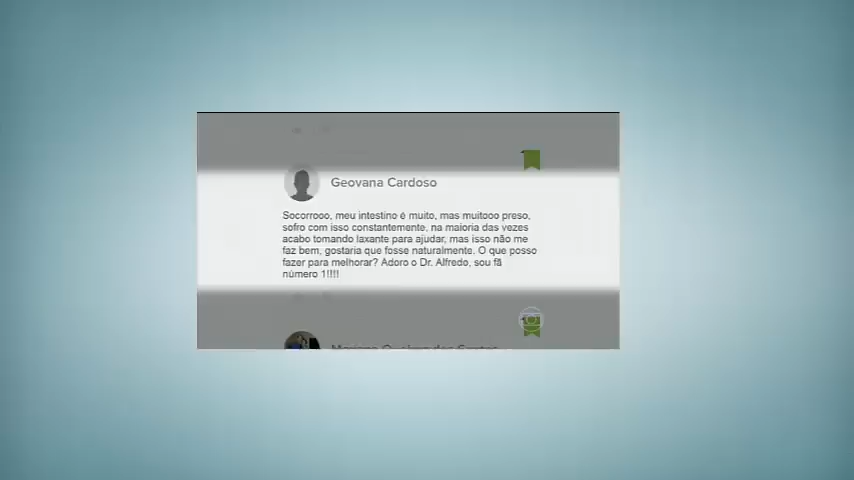 Geovana Cardoso
Socorrooo, meu intestino é muito, mas muitooo preso,
sofro com isso constantemente, na maioria das vezes
acabo tomando laxante para ajudar, mas isso não me
faz bem, gostaria que fosse naturalmente. O que posso
fazer para melhorar? Adoro o Dr. Alfredo, sou fã
número 1!!!!